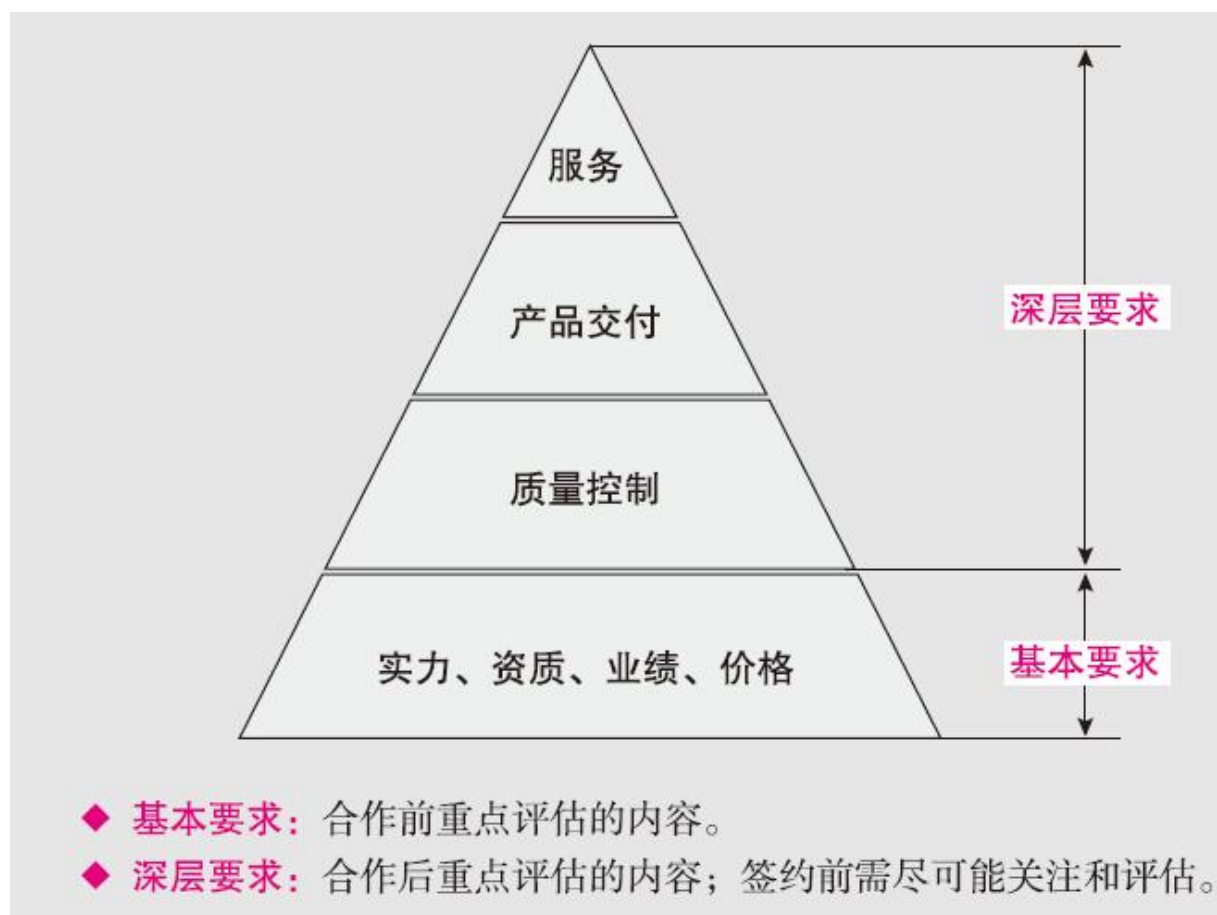 服务
产品交付
深层要求
质量控制
实力、资质、业绩、价格
基本要求
◆ 基本要求：合作前重点评估的内容。
◆ 深层要求：合作后重点评估的内容；签约前需尽可能关注和评估。